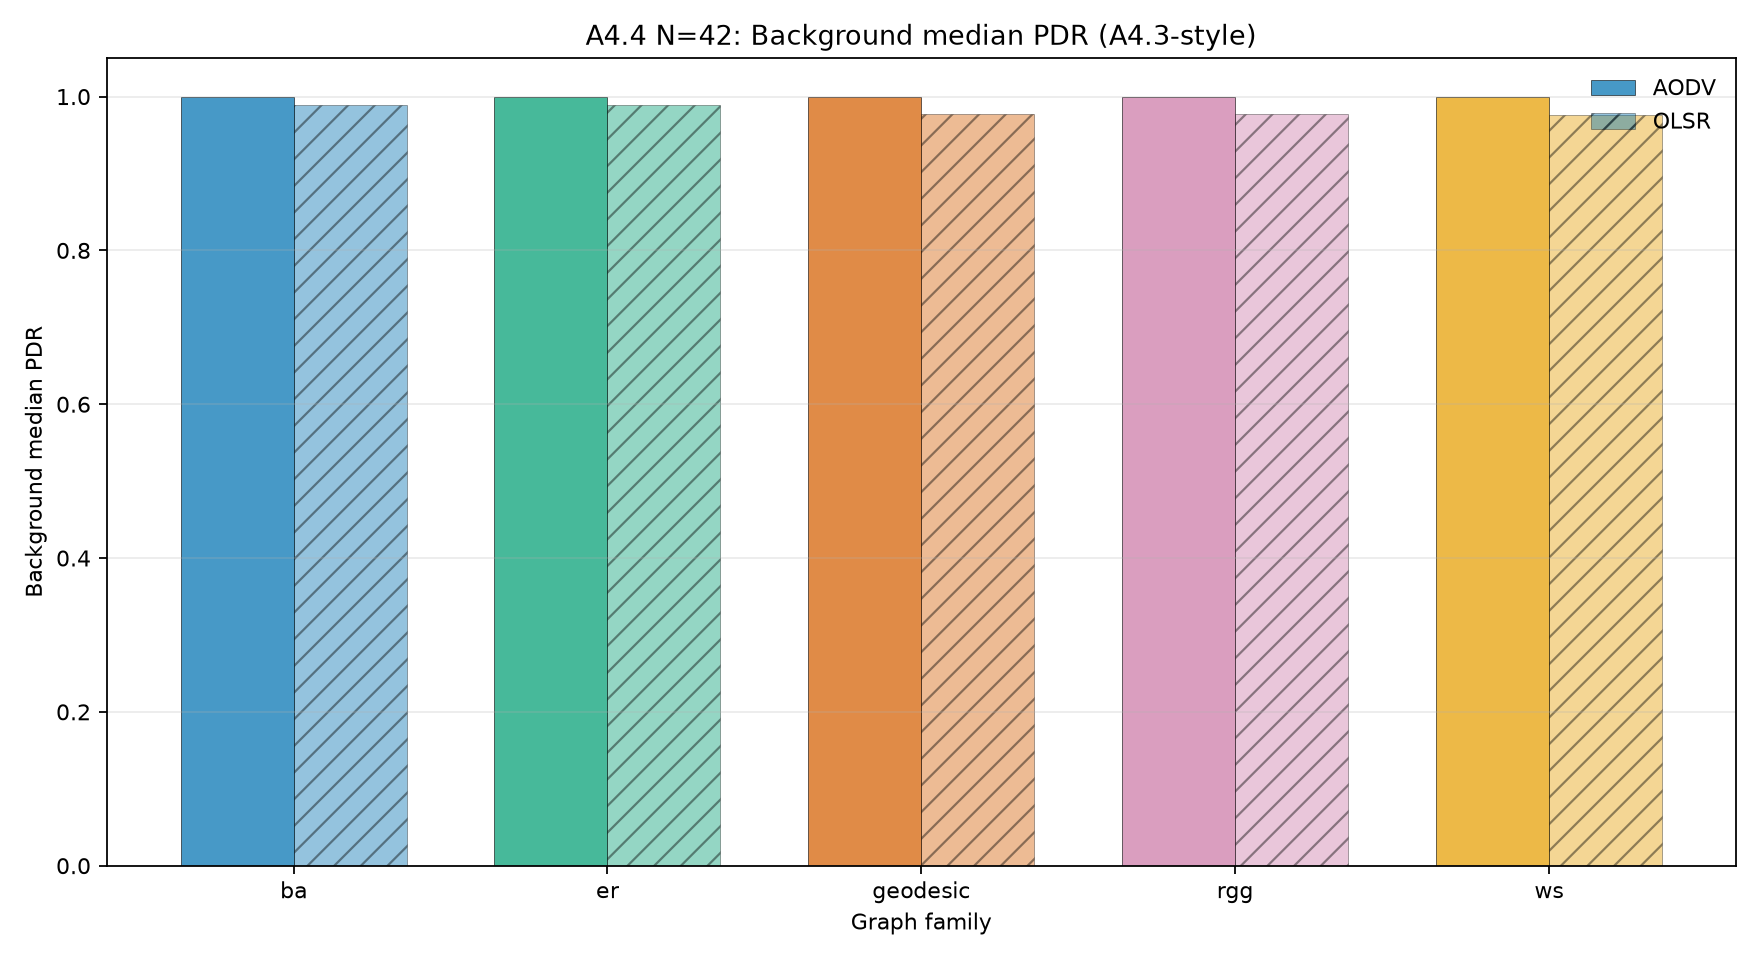 A4.4 N=42: Background median PDR (A4.3-style)
AODV
OLSR
Background median PDR
1.0
0.8
0.6
0.4
0.2
0.0
ba er geodesic rgg ws
Graph family